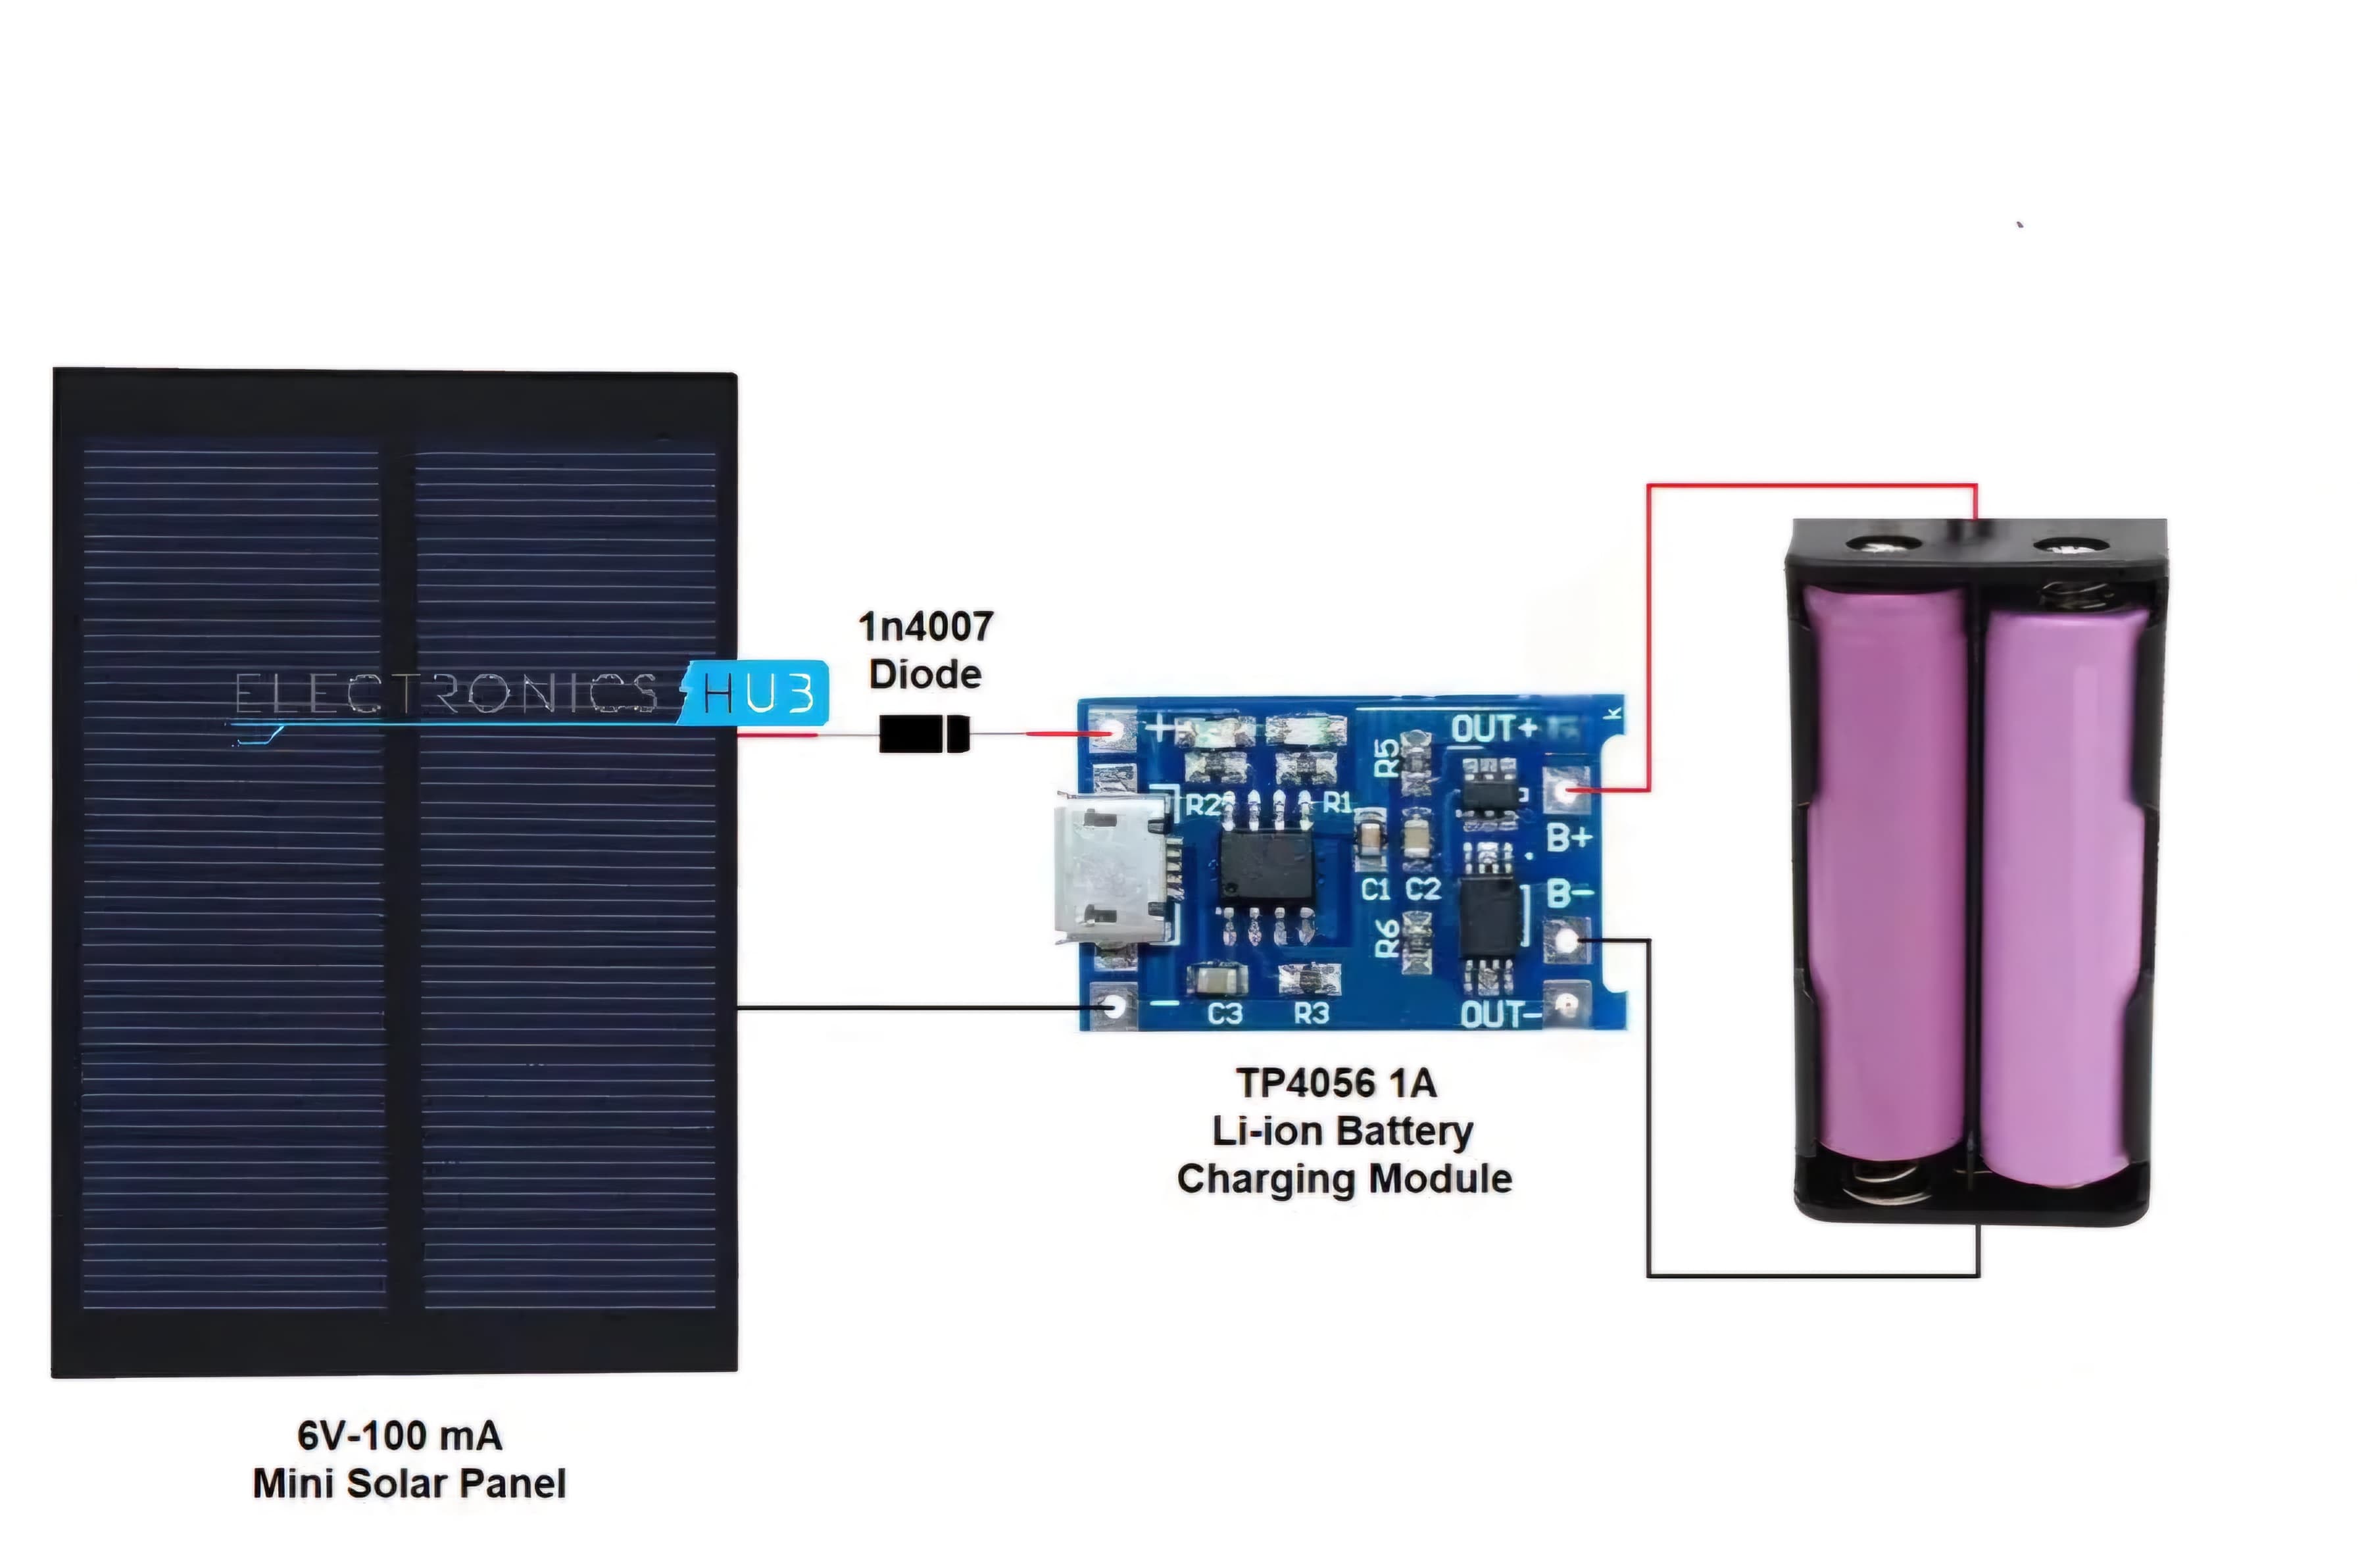 ELECTRONICS HUB
1n4007
Diode
+
OUT+
K
R5
R2
R1
B+
B-
C1
C2
R6
-
C3
R3
OUT-
TP4056 1A
Li-ion Battery
Charging Module
6V-100 mA
Mini Solar Panel